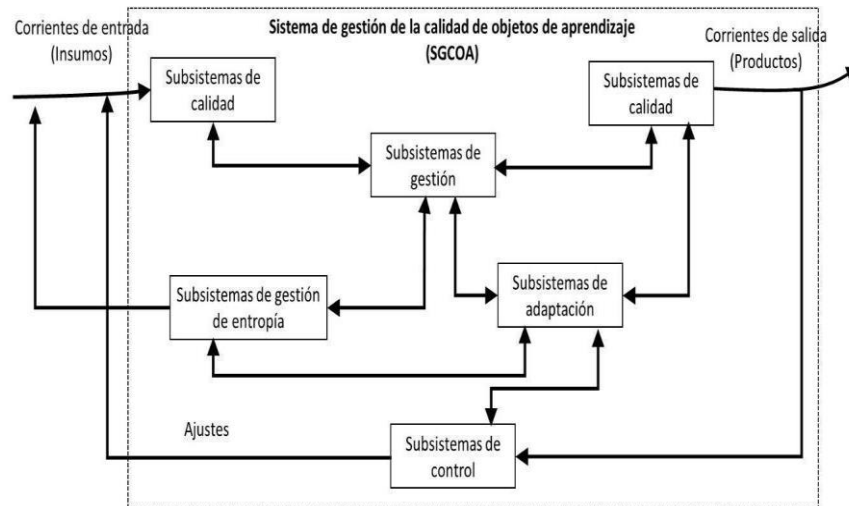 Sistema de gestión de la calidad de objetos de aprendizaje
(SGCOA)
Corrientes de entrada
(Insumos)
Corrientes de salida
(Productos)
Subsistemas de
calidad
Subsistemas de
calidad
Subsistemas de
gestión
Subsistemas de gestión
de entropía
Subsistemas de
adaptación
Ajustes
Subsistemas de
control